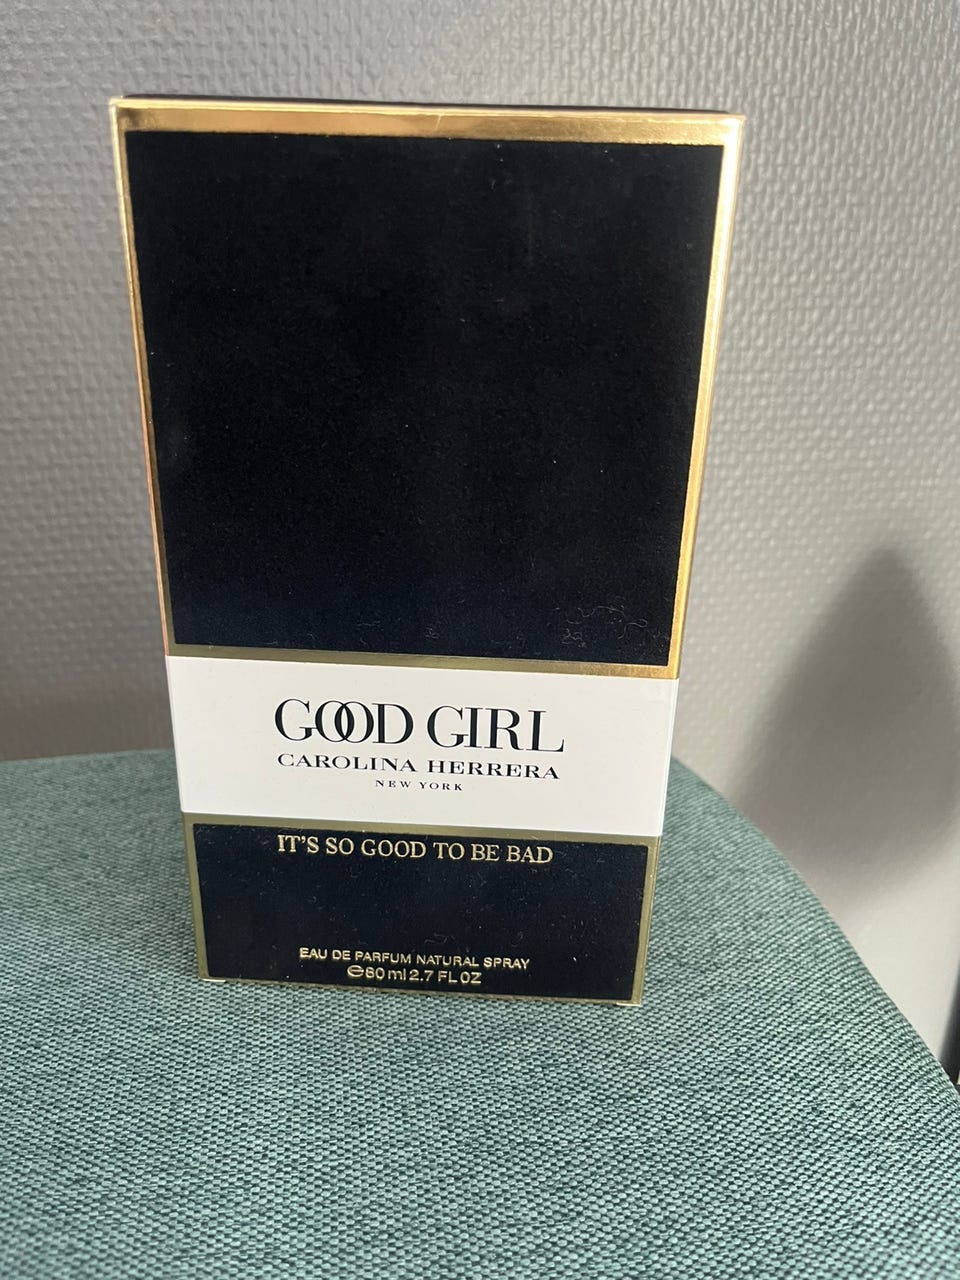 GOOD GIRL
CAROLINA HERRERA
NEW YORK
IT'S SO GOOD TO BE BAD
EAU DE PARFUM NATURAL SPRAY
℮80 ml 2.7 FL OZ